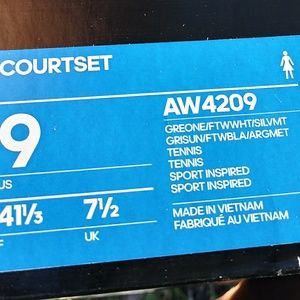 COURTSET
AW4209
GREONE/FTWWHT/SILVMT
GRISUN/FTWBLA/ARGMET
TENNIS
TENNIS
SPORT INSPIRED
SPORT INSPIRED
9
US
41⅓
F
7½
UK
MADE IN VIETNAM
FABRIQUÉ AU VIETNAM